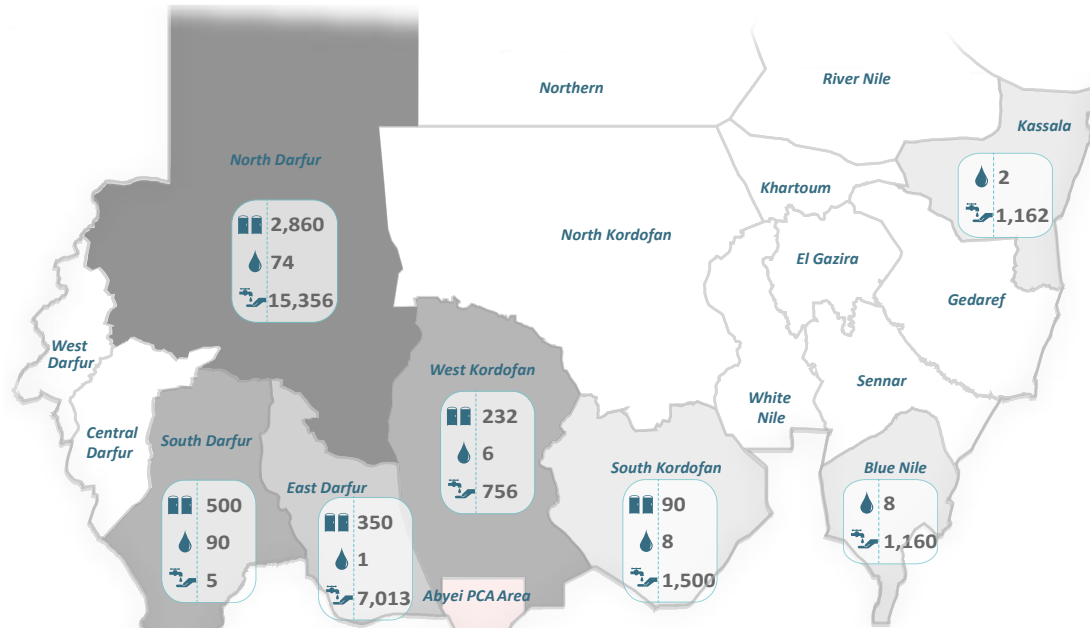 Northern
River Nile
Kassala
2
1,162
North Darfur
2,860
74
15,356
Khartoum
North Kordofan
El Gazira
Gedaref
West
Darfur
West Kordofan
232
6
756
Sennar
White
Nile
Central
Darfur
South Darfur
500
90
5
East Darfur
350
1
7,013
South Kordofan
90
8
1,500
Blue Nile
8
1,160
Abyei PCA Area